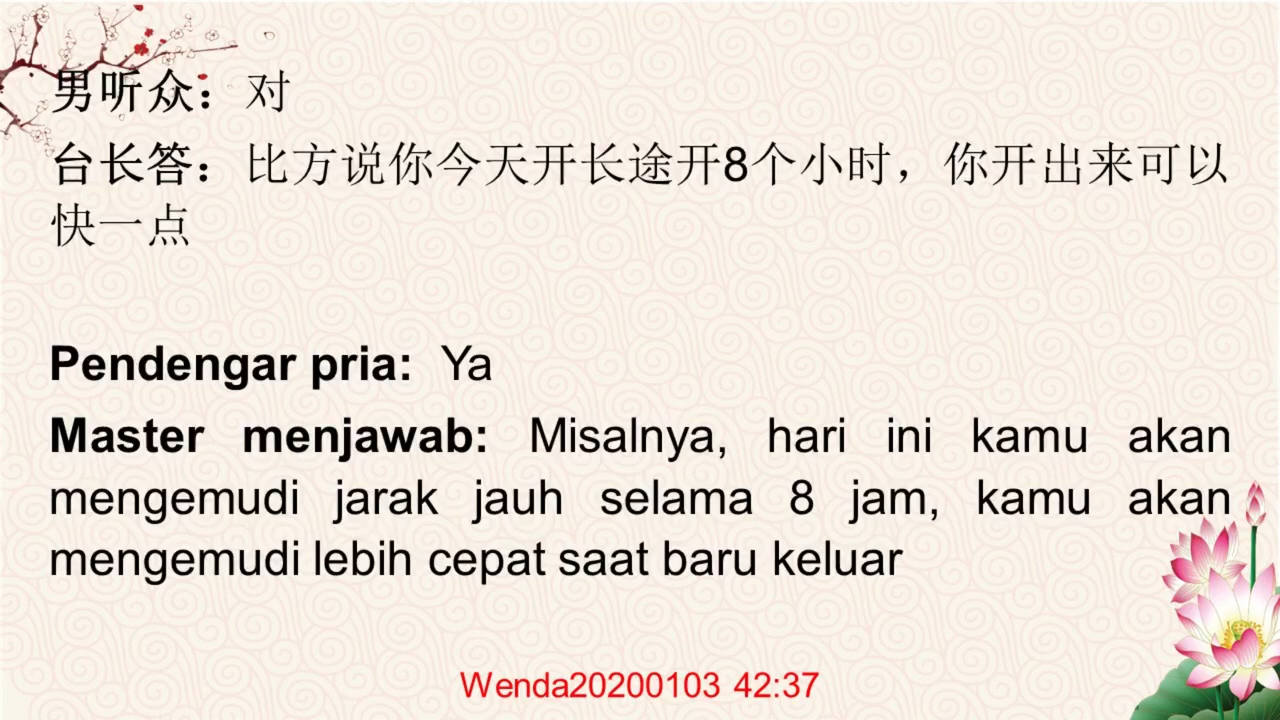 男听众：对
台长答：比方说你今天开长途开8个小时，你开出来可以
快一点
Pendengar pria: Ya
Master menjawab: Misalnya, hari ini kamu akan
mengemudi jarak jauh selama 8 jam, kamu akan
mengemudi lebih cepat saat baru keluar
Wenda20200103 42:37